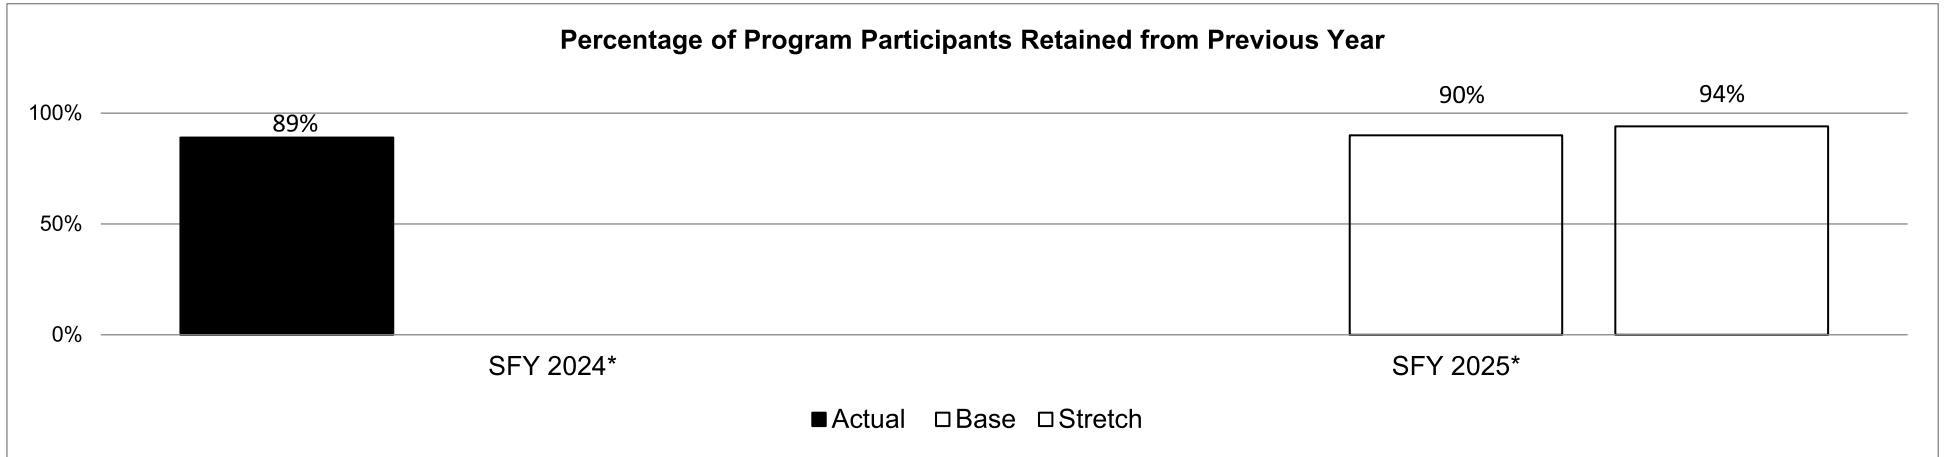 Percentage of Program Participants Retained from Previous Year
100%
89%
90%
94%
50%
0%
SFY 2024*
SFY 2025*
Actual Base Stretch